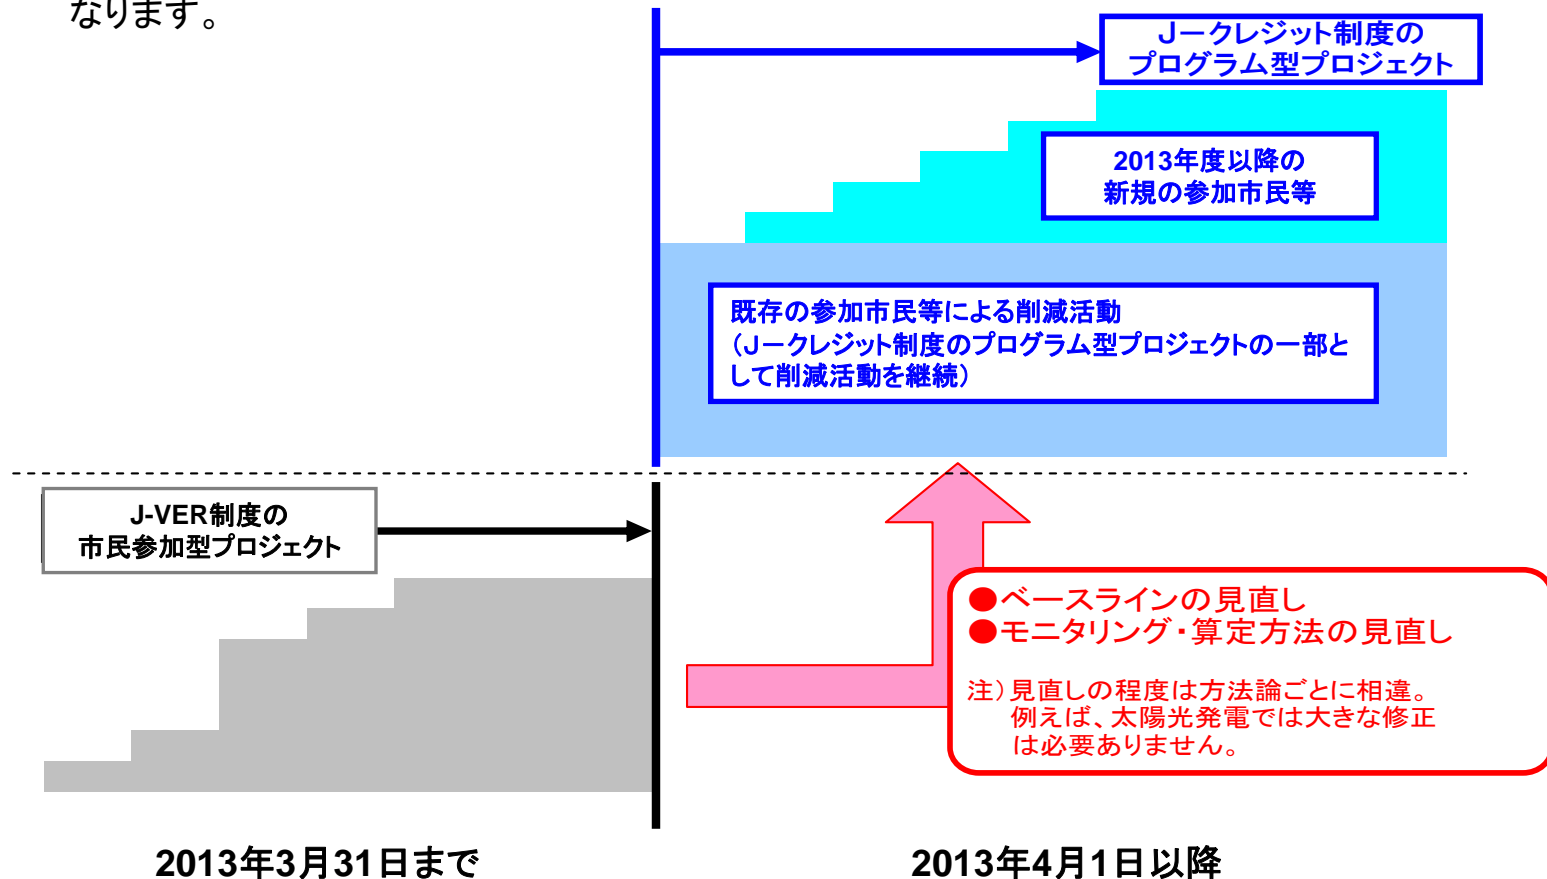 なります。
Jークレジット制度の
プログラム型プロジェクト
2013年度以降の
新規の参加市民等
既存の参加市民等による削減活動
（Jークレジット制度のプログラム型プロジェクトの一部と
して削減活動を継続）
J-VER制度の
市民参加型プロジェクト
●ベースラインの見直し
●モニタリング・算定方法の見直し
注）見直しの程度は方法論ごとに相違。
例えば、太陽光発電では大きな修正
は必要ありません。
2013年3月31日まで
2013年4月1日以降